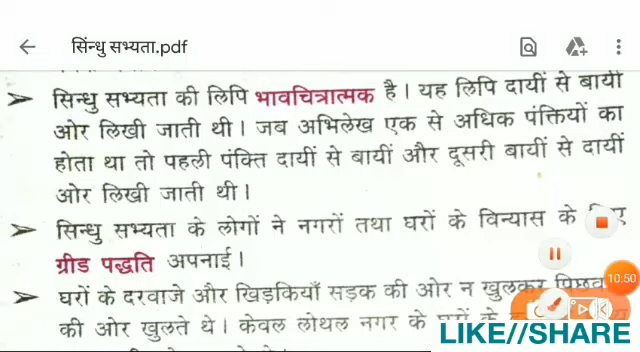 सिंन्धु सभ्यता.pdf
सिन्धु सभ्यता की लिपि भावचित्रात्मक है। यह लिपि दायीं से बायीं
ओर लिखी जाती थी। जब अभिलेख एक से अधिक पंक्तियों का
होता था तो पहली पंक्ति दायीं से बायीं और दूसरी बायीं से दायीं
ओर लिखी जाती थी।
सिन्धु सभ्यता के लोगों ने नगरों तथा घरों के विन्यास के
ग्रीड पद्धति अपनाई।
10:50
घरों के दरवाजे और खिड़कियाँ सड़क की ओर न खुलकर
की ओर खुलते थे। केवल लोथल नगर के
LIKE//SHARE